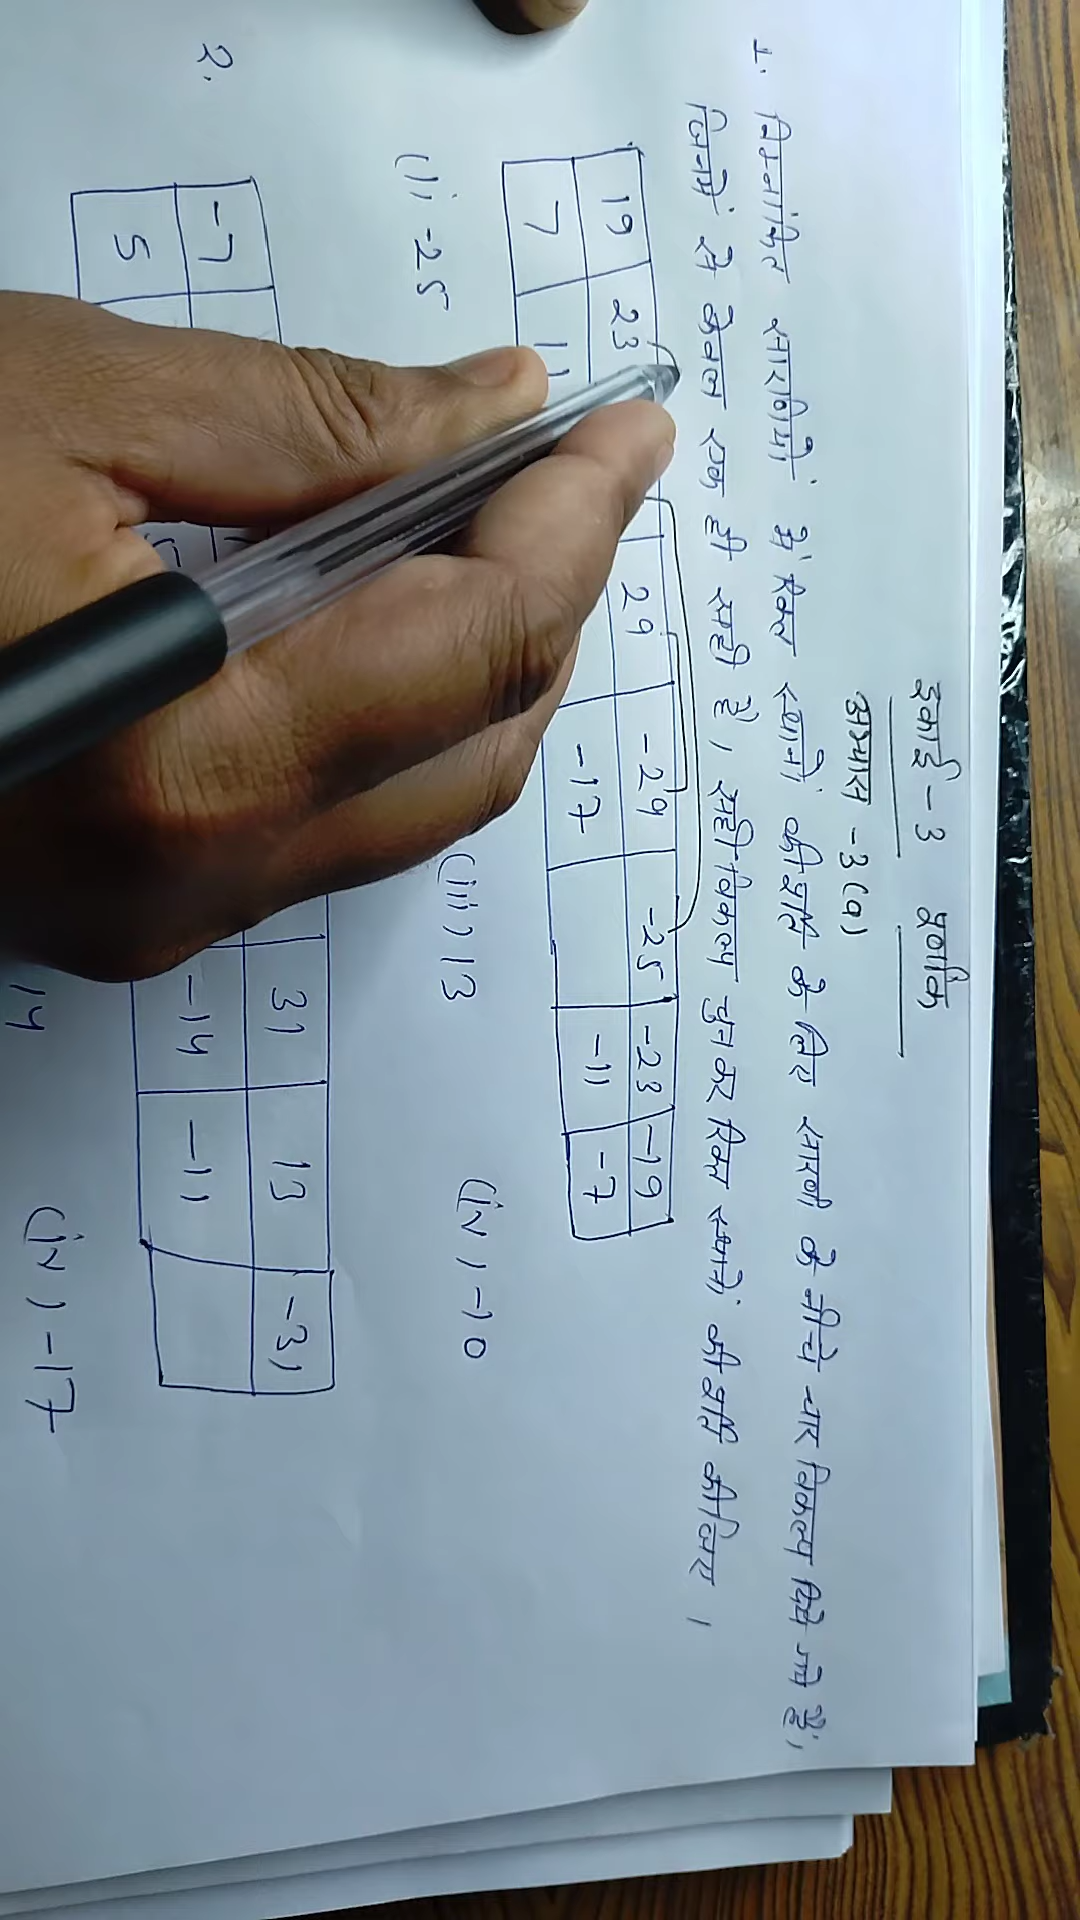 इकाई - 3 पूर्णांक
अभ्यास - 3(a)
1. निम्नांकित सारणियों में रिक्त स्थानों की पूर्ति के लिए सारणी के नीचे चार विकल्प दिये गये हैं,
जिनमें से केवल एक ही सही है। सही विकल्प चुनकर रिक्त स्थानों की पूर्ति कीजिए।
19 23 29 -29 -25 -23 -19
7 11 -17 -11 -7
(i) -25 (iii) 13 (iv) -10
2.
-7 31 13 -31
5 -14 -11
14 (iv) -17